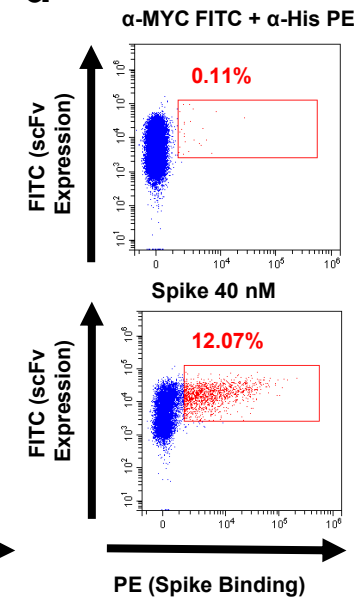 α-MYC FITC + α-His PE
0.11%
FITC (scFv
Expression)
10⁶
10⁵
10⁴
10³
10²
10¹
0 10⁴ 10⁵ 10⁶
Spike 40 nM
12.07%
FITC (scFv
Expression)
10⁶
10⁵
10⁴
10³
10²
10¹
0 10⁴ 10⁵ 10⁶
PE (Spike Binding)